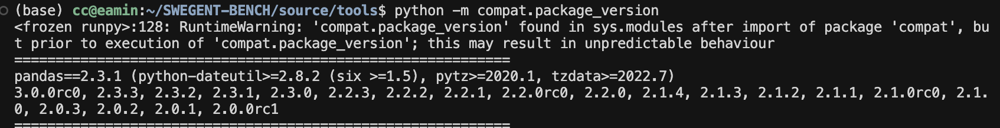 (base) cc@eamin:~/SWEGENT-BENCH/source/tools$ python -m compat.package_version
<frozen runpy>:128: RuntimeWarning: 'compat.package_version' found in sys.modules after import of package 'compat', bu
t prior to execution of 'compat.package_version'; this may result in unpredictable behaviour
============================================================
pandas==2.3.1 (python-dateutil>=2.8.2 (six >=1.5), pytz>=2020.1, tzdata>=2022.7)
3.0.0rc0, 2.3.3, 2.3.2, 2.3.1, 2.3.0, 2.2.3, 2.2.2, 2.2.1, 2.2.0rc0, 2.2.0, 2.1.4, 2.1.3, 2.1.2, 2.1.1, 2.1.0rc0, 2.1.
0, 2.0.3, 2.0.2, 2.0.1, 2.0.0rc1
============================================================